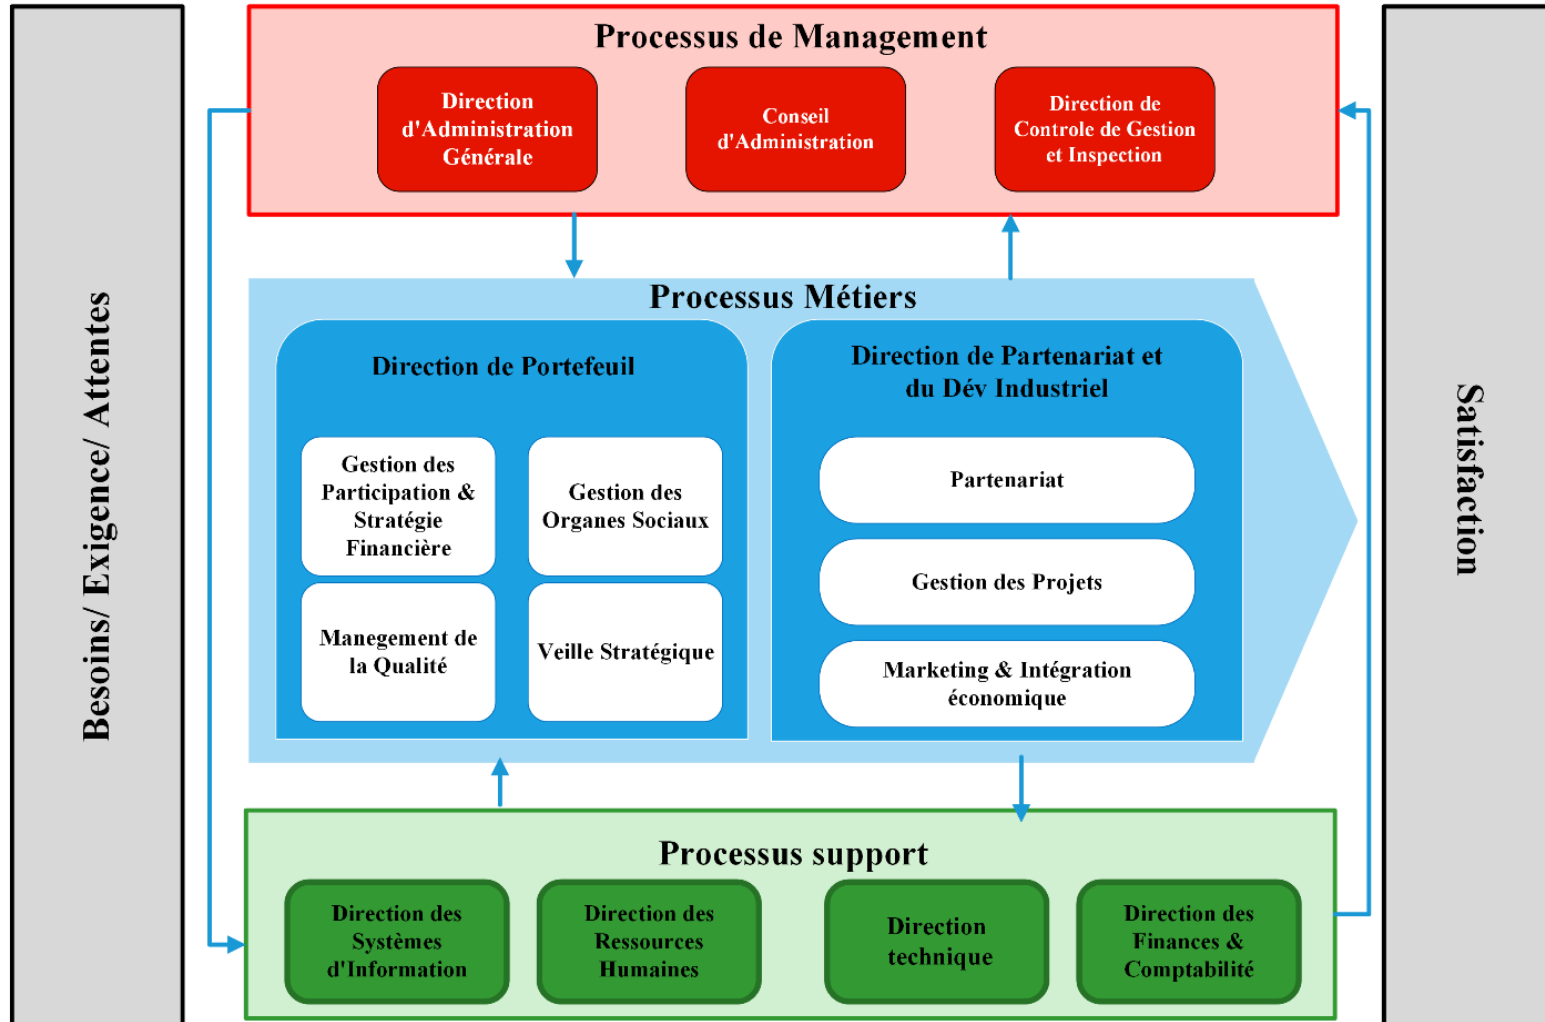 Processus de Management
Direction
d'Administration
Générale
Conseil
d'Administration
Direction de
Controle de Gestion
et Inspection
Besoins/ Exigence/ Attentes
Processus Métiers
Direction de Portefeuil
Gestion des
Participation &
Stratégie
Financière
Gestion des
Organes Sociaux
Manegement de
la Qualité
Veille Stratégique
Direction de Partenariat et
du Dév Industriel
Partenariat
Gestion des Projets
Marketing & Intégration
économique
Satisfaction
Processus support
Direction des
Systèmes
d'Information
Direction des
Ressources
Humaines
Direction
technique
Direction des
Finances &
Comptabilité